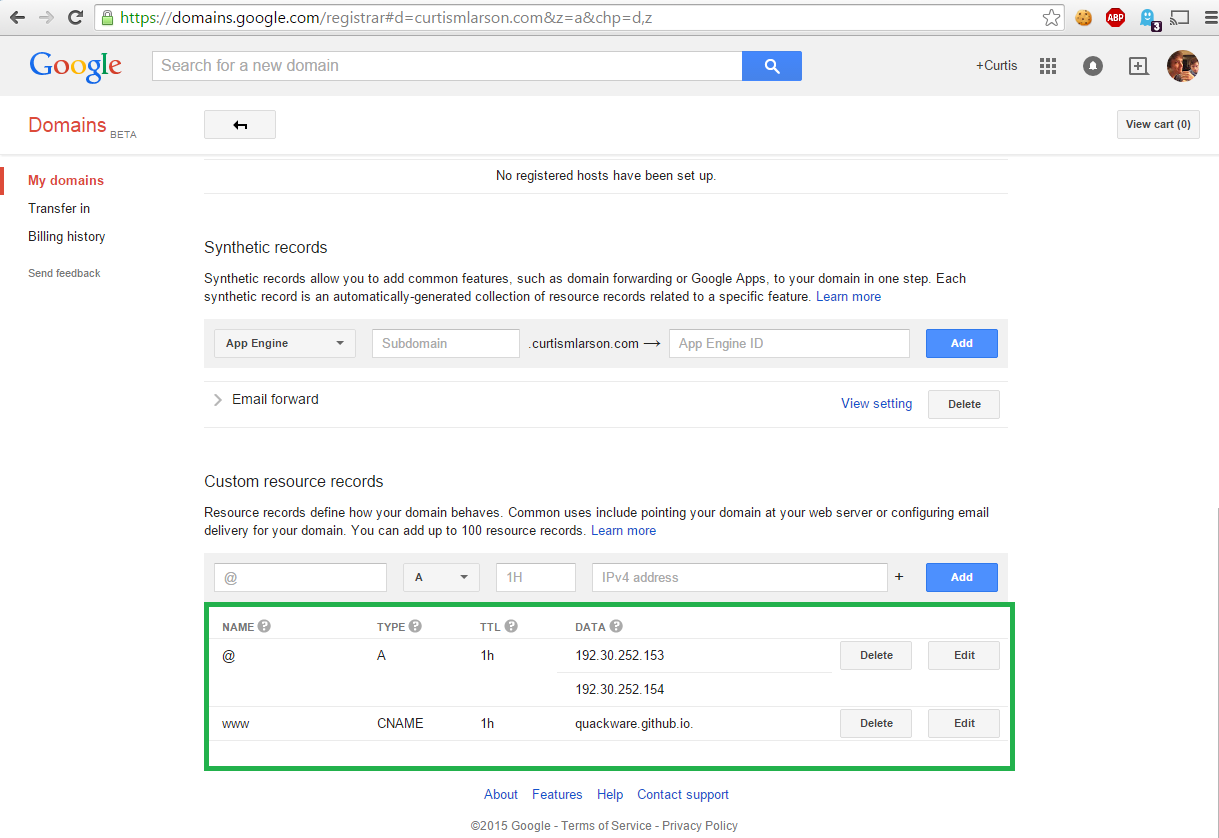 https://domains.google.com/registrar#d=curtismlarson.com&z=a&chp=d,z
ABP
3
Google
Search for a new domain
+Curtis
Domains BETA
View cart (0)
My domains
Transfer in
Billing history
Send feedback
No registered hosts have been set up.
Synthetic records
Synthetic records allow you to add common features, such as domain forwarding or Google Apps, to your domain in one step. Each
synthetic record is an automatically-generated collection of resource records related to a specific feature. Learn more
App Engine Subdomain .curtismlarson.com → App Engine ID Add
Email forward View setting Delete
Custom resource records
Resource records define how your domain behaves. Common uses include pointing your domain at your web server or configuring email
delivery for your domain. You can add up to 100 resource records. Learn more
@ A 1H IPv4 address + Add
NAME ? TYPE ? TTL ? DATA ?
@ A 1h 192.30.252.153 Delete Edit
192.30.252.154
www CNAME 1h quackware.github.io. Delete Edit
About Features Help Contact support
©2015 Google - Terms of Service - Privacy Policy